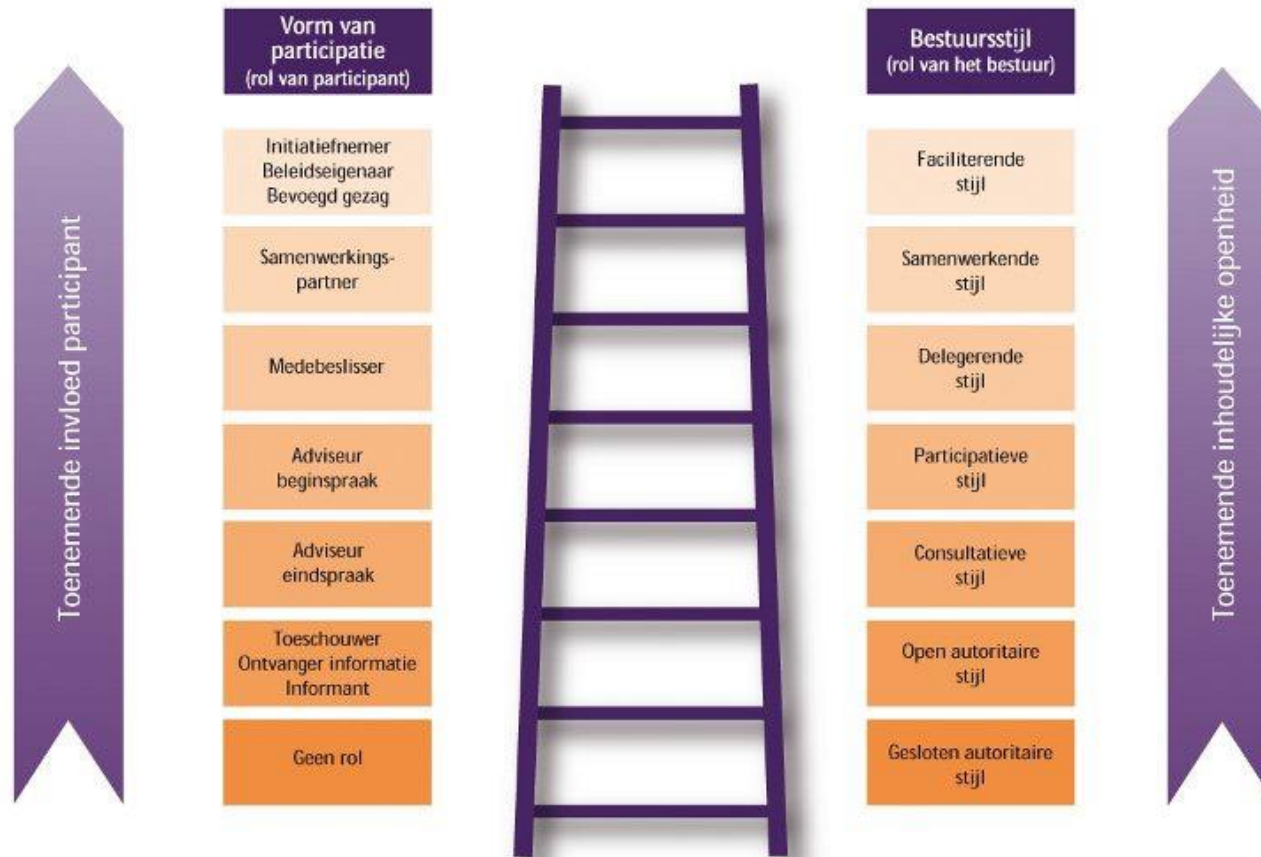 Vorm van
participatie
(rol van participant)
Bestuursstijl
(rol van het bestuur)
Toenemende invloed participant
Initiatiefnemer
Beleidseigenaar
Bevoegd gezag
Faciliterende
stijl
Samenwerkings-
partner
Samenwerkende
stijl
Medebeslisser
Delegerende
stijl
Adviseur
beginspraak
Participatieve
stijl
Adviseur
eindspraak
Consultatieve
stijl
Toeschouwer
Ontvanger informatie
Informant
Open autoritaire
stijl
Geen rol
Gesloten autoritaire
stijl
Toenemende inhoudelijke openheid